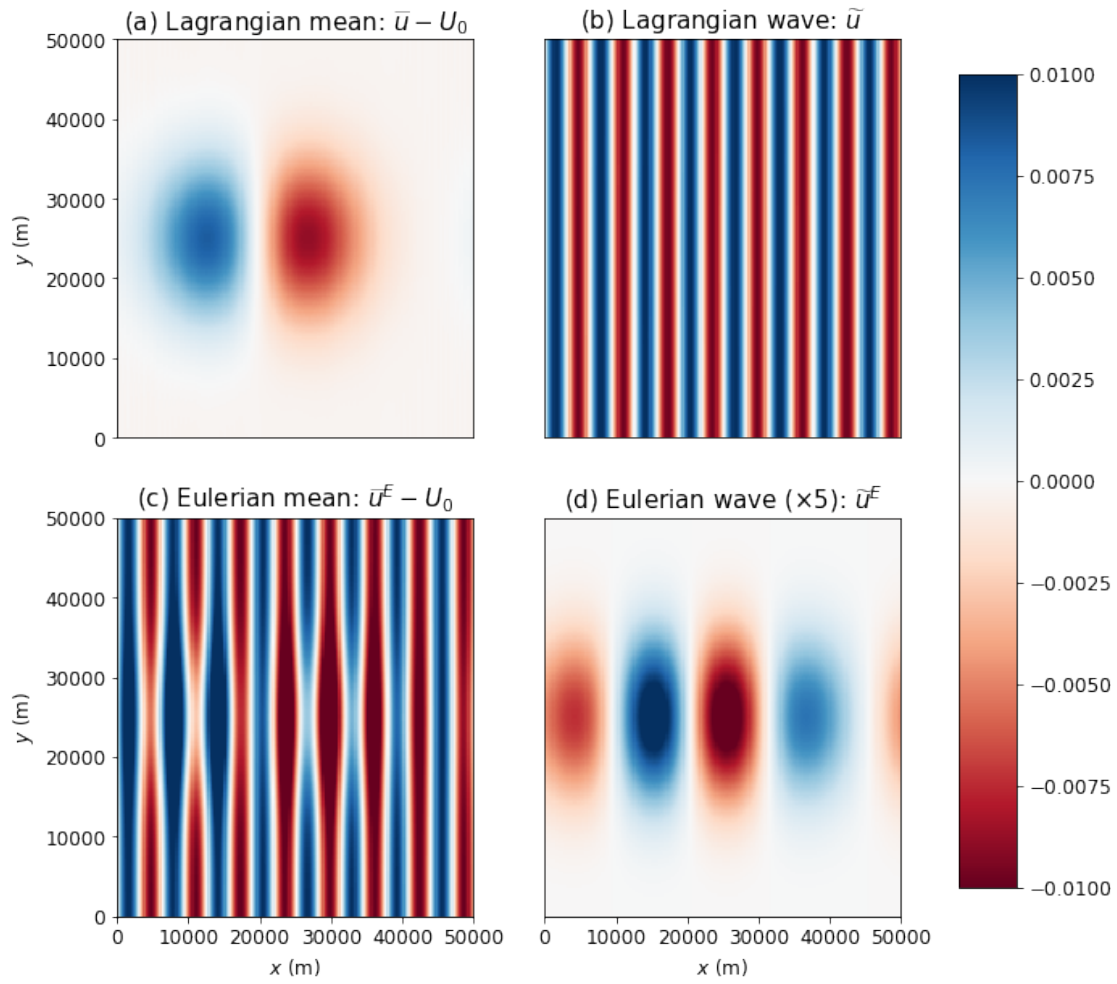 (a) Lagrangian mean: u̅ − U₀
(b) Lagrangian wave: ũ
50000
40000
30000
20000
10000
0
y (m)
0.0100
0.0075
0.0050
0.0025
0.0000
−0.0025
−0.0050
−0.0075
−0.0100
(c) Eulerian mean: u̅ᴱ − U₀
(d) Eulerian wave (×5): ũᴱ
50000
40000
30000
20000
10000
0
y (m)
0 10000 20000 30000 40000 50000
0 10000 20000 30000 40000 50000
x (m)
x (m)